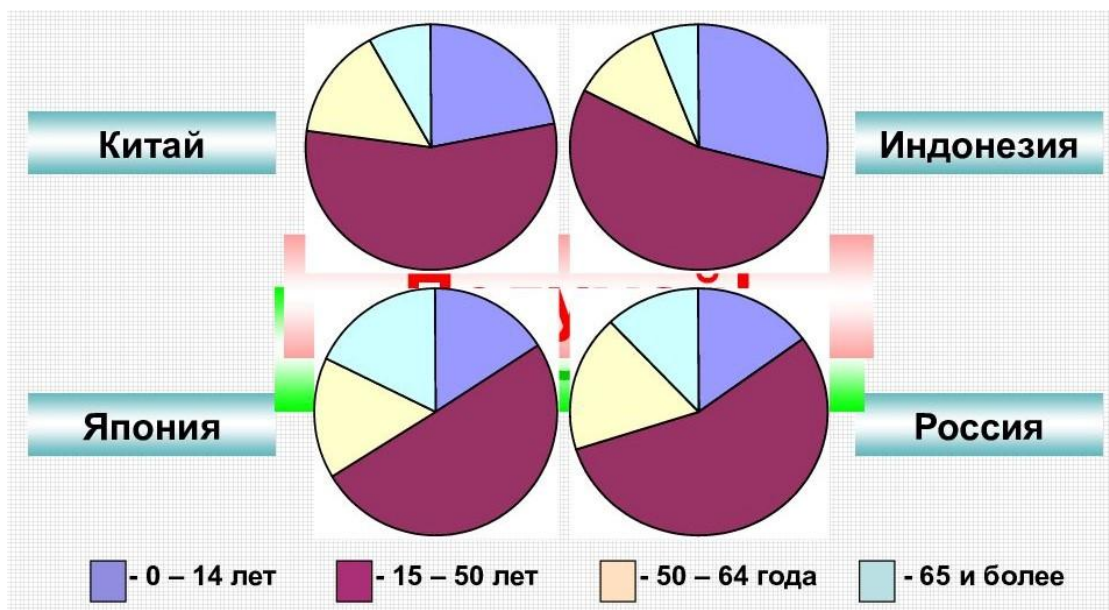 Китай
Индонезия
Япония
Россия
- 0 – 14 лет
- 15 – 50 лет
- 50 – 64 года
- 65 и более